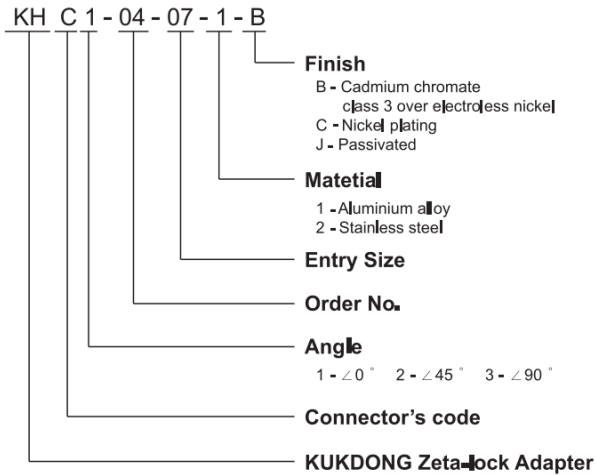 KH C 1 - 04 - 07 - 1 - B
Finish
B - Cadmium chromate
class 3 over electroless nickel
C - Nickel plating
J - Passivated
Matetial
1 - Aluminium alloy
2 - Stainless steel
Entry Size
Order No.
Angle
1 - ∠0° 2 - ∠45° 3 - ∠90°
Connector's code
KUKDONG Zeta-lock Adapter